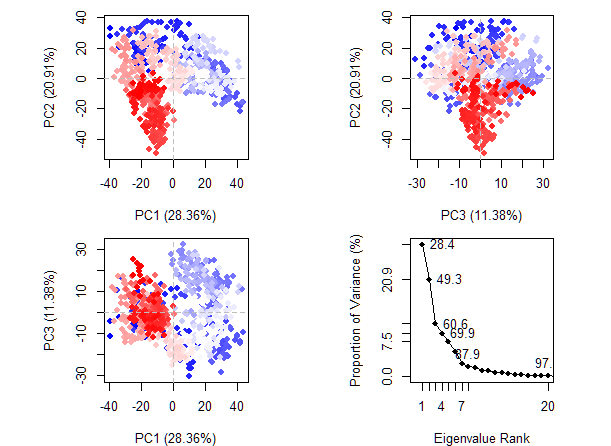 PC2 (20.91%)
40
20
0
-20
-40
-40 -20 0 20 40
PC1 (28.36%)
PC2 (20.91%)
40
20
0
-20
-40
-30 -10 10 30
PC3 (11.38%)
PC3 (11.38%)
30
10
-10
-30
-40 -20 0 20 40
PC1 (28.36%)
Proportion of Variance (%)
20.9
7.5
0.0
28.4
49.3
60.6
69.9
87.9
97.
1 4 7 20
Eigenvalue Rank